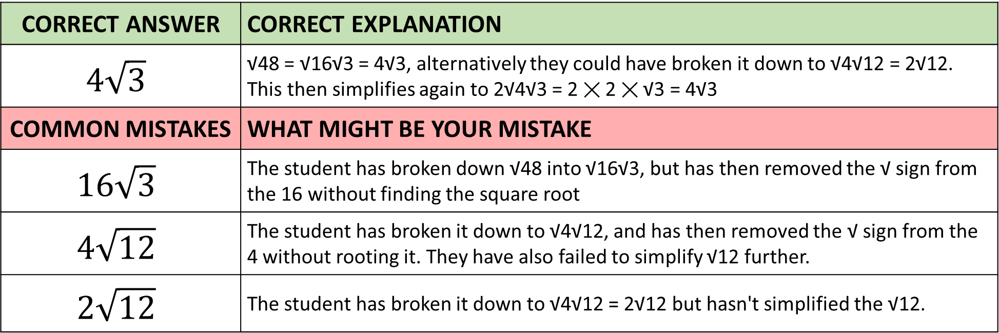 CORRECT ANSWER CORRECT EXPLANATION
4√3
√48 = √16√3 = 4√3, alternatively they could have broken it down to √4√12 = 2√12.
This then simplifies again to 2√4√3 = 2 × 2 × √3 = 4√3
COMMON MISTAKES WHAT MIGHT BE YOUR MISTAKE
16√3
The student has broken down √48 into √16√3, but has then removed the √ sign from
the 16 without finding the square root
4√12
The student has broken it down to √4√12, and has then removed the √ sign from the
4 without rooting it. They have also failed to simplify √12 further.
2√12
The student has broken it down to √4√12 = 2√12 but hasn't simplified the √12.